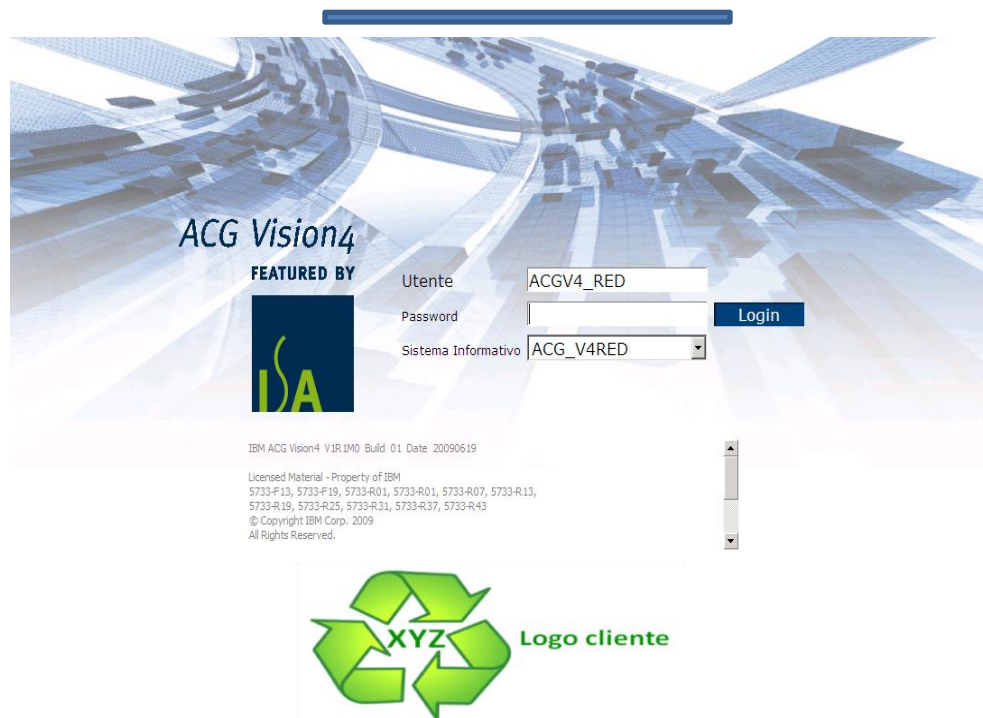 ACG Vision4
FEATURED BY
ISA
Utente ACGV4_RED
Password Login
Sistema Informativo ACG_V4RED
IBM ACG Vision4 V1R1M0 Build 01 Date 20090619
Licensed Material - Property of IBM
5733-F13, 5733-F19, 5733-R01, 5733-R01, 5733-R07, 5733-R13,
5733-R19, 5733-R25, 5733-R31, 5733-R37, 5733-R43
© Copyright IBM Corp. 2009
All Rights Reserved.
XYZ Logo cliente